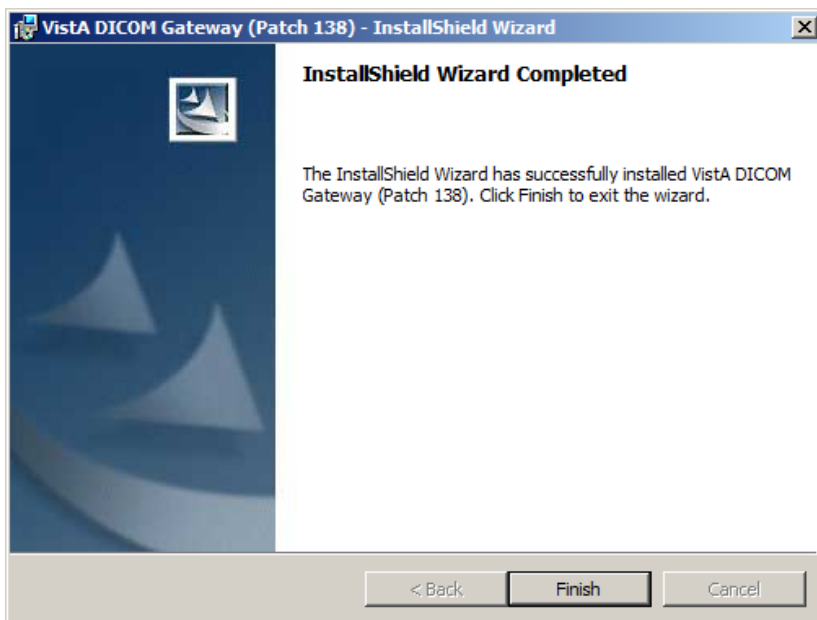 VistA DICOM Gateway (Patch 138) - InstallShield Wizard
InstallShield Wizard Completed
The InstallShield Wizard has successfully installed VistA DICOM
Gateway (Patch 138). Click Finish to exit the wizard.
< Back
Finish
Cancel